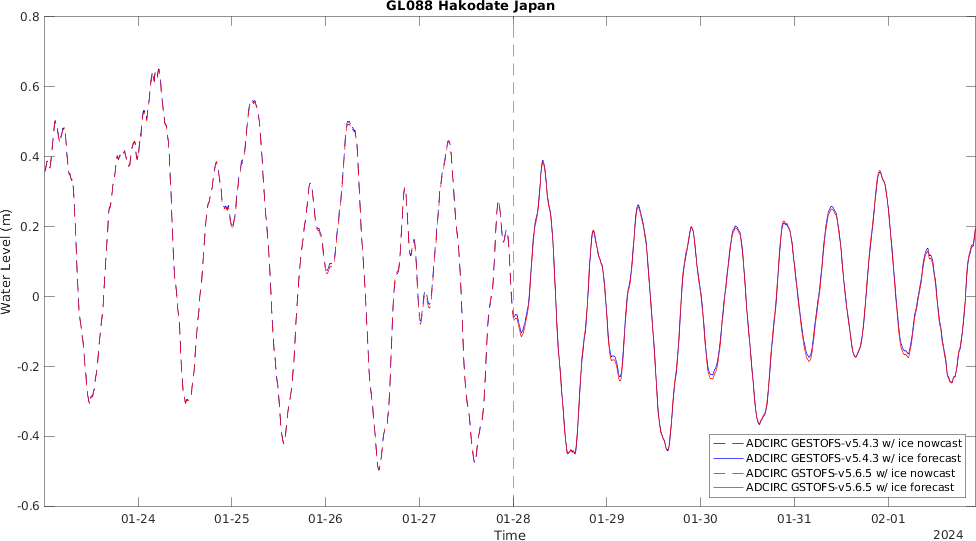 GL088 Hakodate Japan
0.8
0.6
0.4
0.2
0
-0.2
-0.4
-0.6
Water Level (m)
ADCIRC GESTOFS-v5.4.3 w/ ice nowcast
ADCIRC GESTOFS-v5.4.3 w/ ice forecast
ADCIRC GSTOFS-v5.6.5 w/ ice nowcast
ADCIRC GSTOFS-v5.6.5 w/ ice forecast
01-24 01-25 01-26 01-27 01-28 01-29 01-30 01-31 02-01
Time
2024